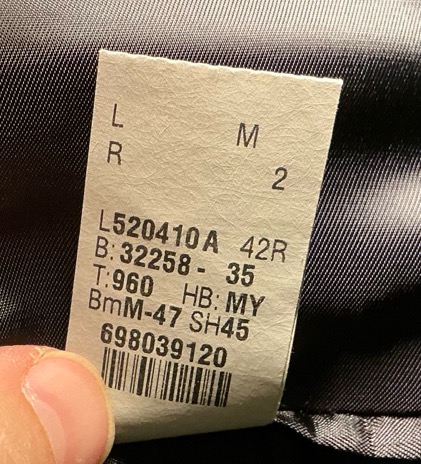 L M
R 2
L520410A 42R
B: 32258 - 35
T: 960 HB: MY
BmM-47 SH45
698039120